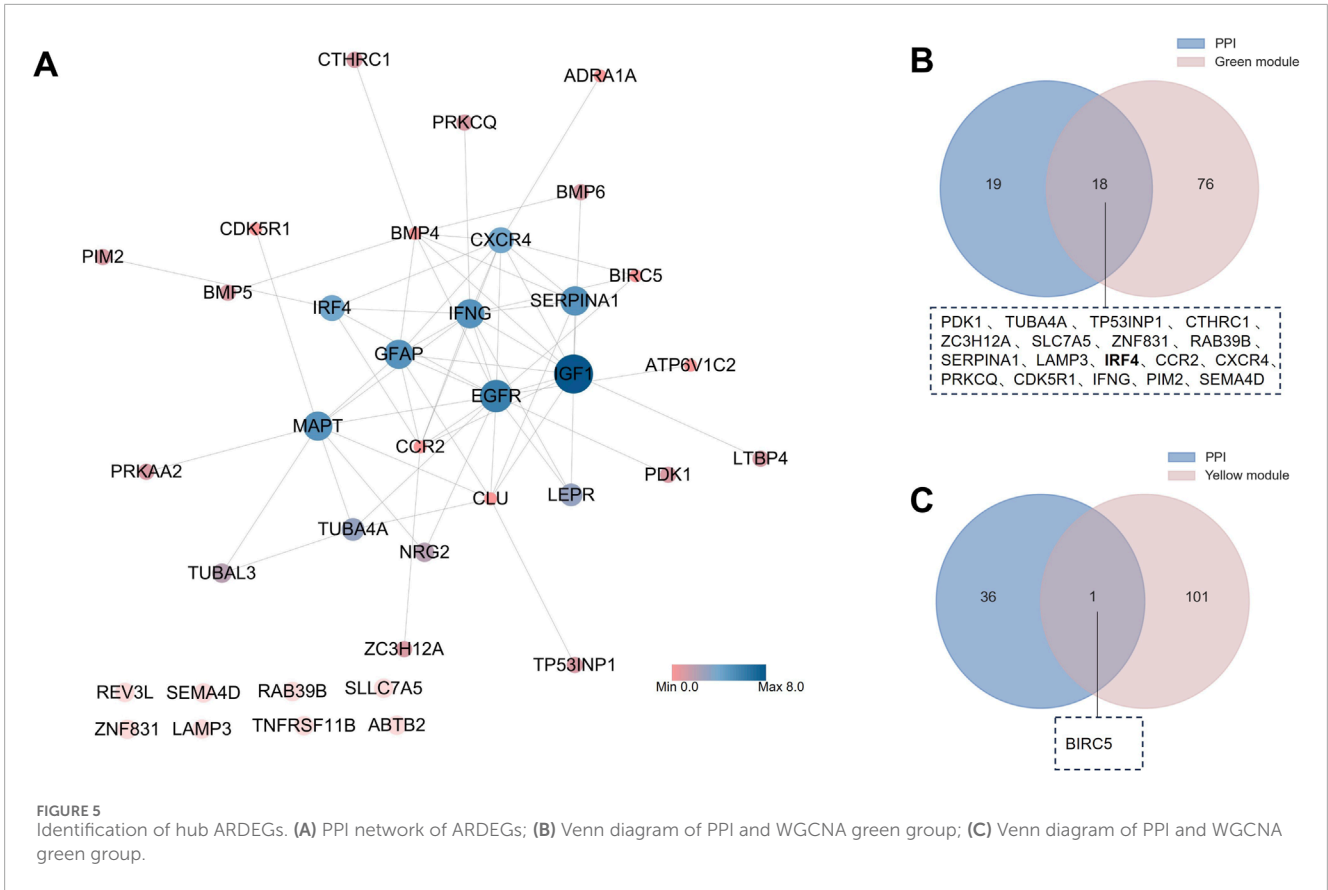 A
CTHRC1
ADRA1A
PRKCQ
BMP6
CDK5R1
BMP4
CXCR4
PIM2
BIRC5
BMP5
IRF4
IFNG
SERPINA1
GFAP
ATP6V1C2
IGF1
EGFR
MAPT
CCR2
LTBP4
PRKAA2
PDK1
CLU
LEPR
TUBA4A
NRG2
TUBAL3
ZC3H12A
TP53INP1
Min 0.0 Max 8.0
REV3L SEMA4D RAB39B SLLC7A5
ZNF831 LAMP3 TNFRSF11B ABTB2
B
PPI
Green module
19 18 76
PDK1 、 TUBA4A 、 TP53INP1 、 CTHRC1 、
ZC3H12A 、 SLC7A5 、 ZNF831 、 RAB39B 、
SERPINA1 、 LAMP3 、 IRF4 、 CCR2 、 CXCR4、
PRKCQ 、 CDK5R1 、 IFNG 、 PIM2 、 SEMA4D
C
PPI
Yellow module
36 1 101
BIRC5
FIGURE 5
Identification of hub ARDEGs. (A) PPI network of ARDEGs; (B) Venn diagram of PPI and WGCNA green group; (C) Venn diagram of PPI and WGCNA
green group.